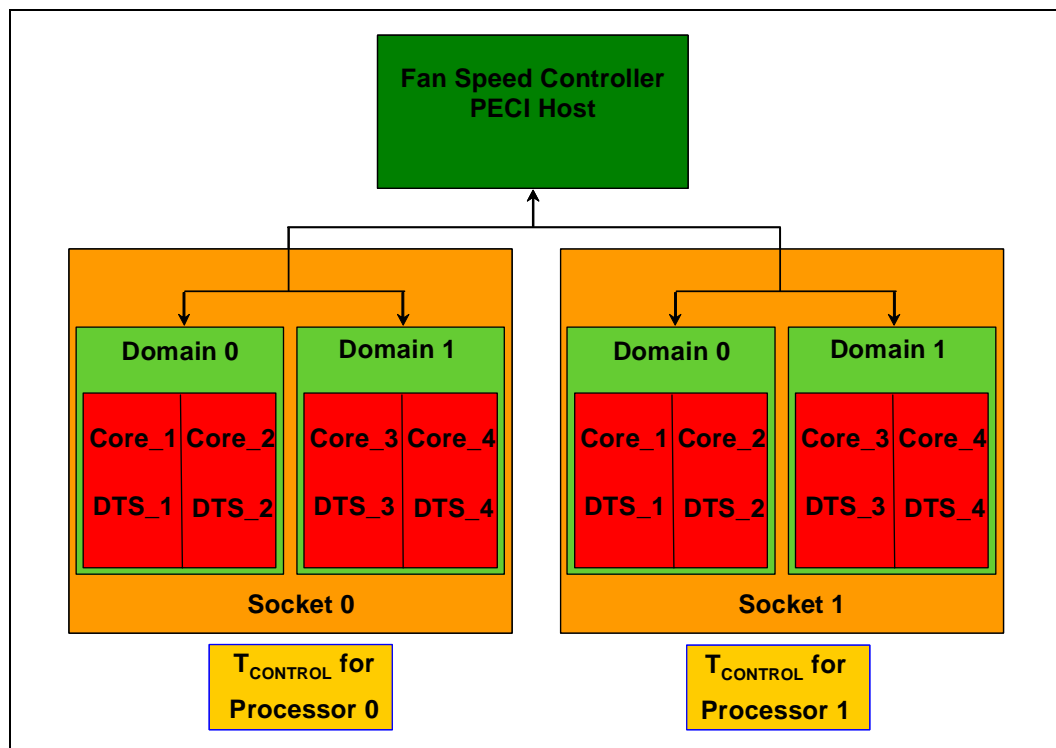 Fan Speed Controller
PECI Host
Domain 0
Domain 1
Core_1 Core_2
DTS_1 DTS_2
Core_3 Core_4
DTS_3 DTS_4
Socket 0
Domain 0
Domain 1
Core_1 Core_2
DTS_1 DTS_2
Core_3 Core_4
DTS_3 DTS_4
Socket 1
TCONTROL for
Processor 0
TCONTROL for
Processor 1